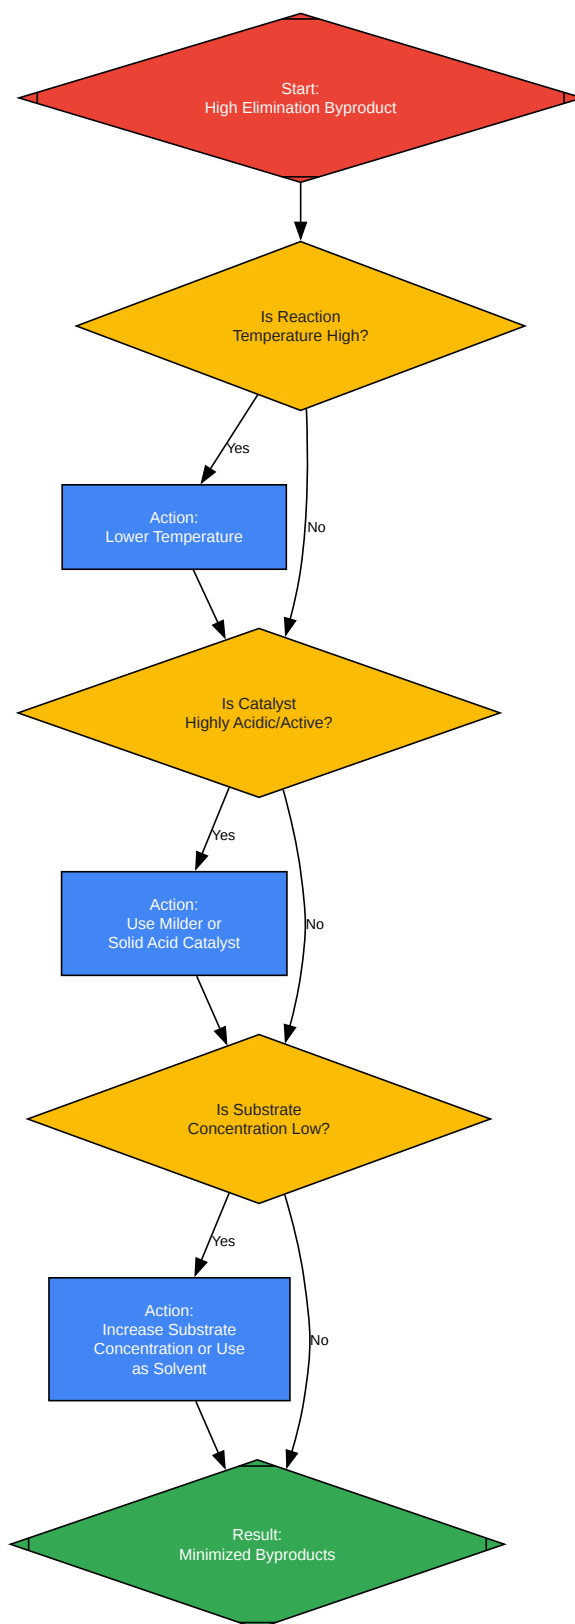 Start:
High Elimination Byproduct
Is Reaction
Temperature High?
Yes
Action:
Lower Temperature
No
Is Catalyst
Highly Acidic/Active?
Yes
Action:
Use Milder or
Solid Acid Catalyst
No
Is Substrate
Concentration Low?
Yes
Action:
Increase Substrate
Concentration or Use
as Solvent
No
Result:
Minimized Byproducts